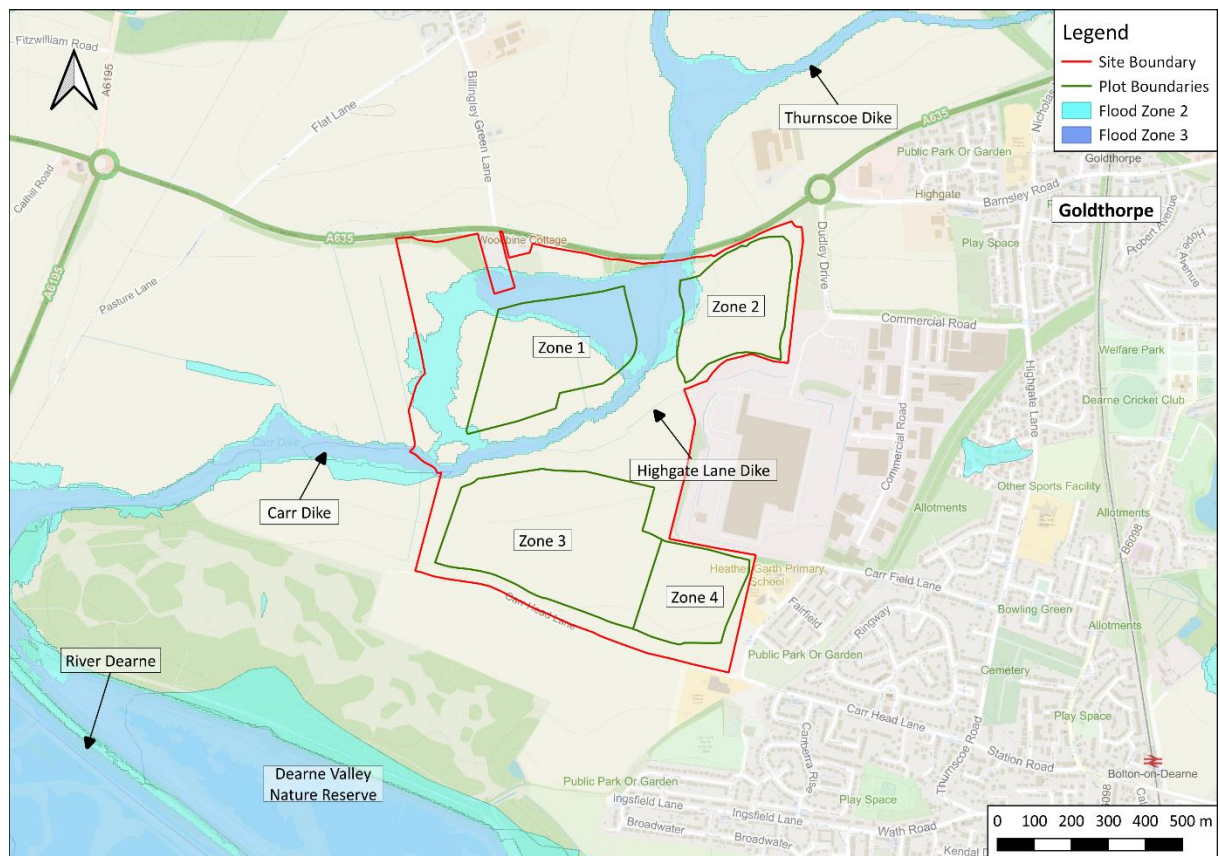 Legend
Site Boundary
Plot Boundaries
Flood Zone 2
Flood Zone 3
Fitzwilliam Road
A6195
Flat Lane
Billingley Green Lane
Thurnscoe Dike
A635
Nicholas
Public Park Or Garden
Goldthorpe
Highgate
Barnsley Road
Goldthorpe
Cathill Road
Play Space
Robert Avenue
Hope
Avenue
A635
Woodbine Cottage
Dudley Drive
A6195
Pasture Lane
Zone 2
Commercial Road
Zone 1
Highgate Lane
Welfare Park
Dearne Cricket Club
Carr Dike
Highgate Lane Dike
Commercial Road
Other Sports Facility
Carr Dike
Allotments
Allotments
B6098
Zone 3
Heather Garth Primary
School
Carr Field Lane
Zone 4
Fairfield
Ringway
Bowling Green
Carr Head Lane
Allotments
Public Park Or Garden
Cemetery
River Dearne
Carr Head Lane
Play Space
Station Road
Canberra Rise
Thurnscoe Lane
Bolton-on-Dearne
Dearne Valley
Nature Reserve
Public Park Or Garden
Play Space
B6098
Ingsfield Lane
Ingsfield Lane
Broadwater
Broadwater
Wath Road
Kendal
0 100 200 300 400 500 m